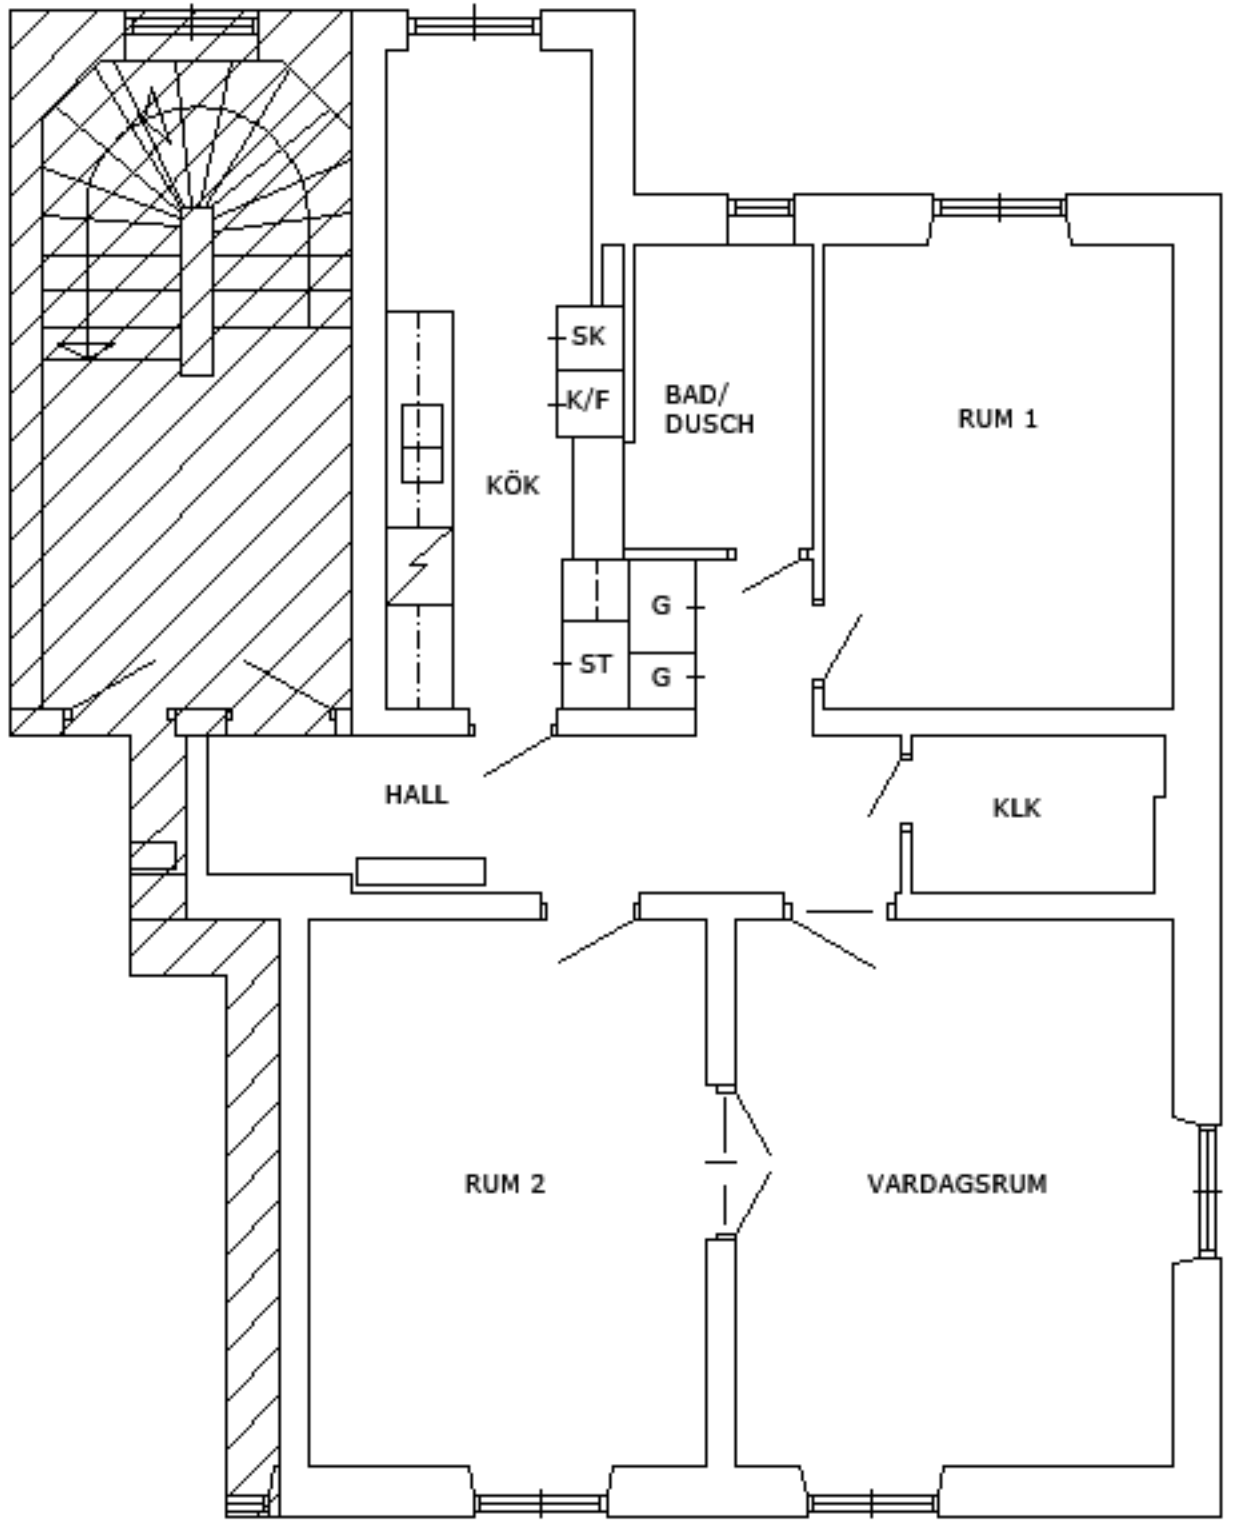 SK
K/F
BAD/
DUSCH
RUM 1
KÖK
G
ST
G
HALL
KLK
RUM 2
VARDAGSRUM